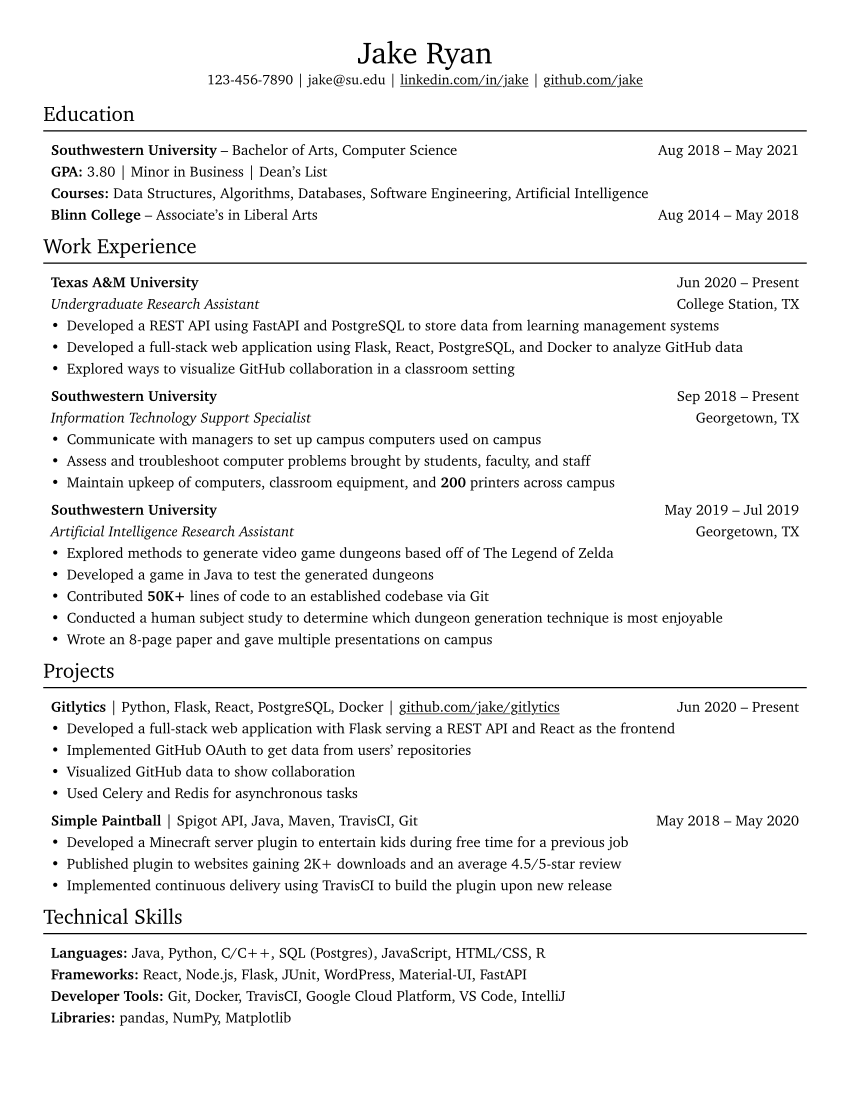 Jake Ryan
123-456-7890 | jake@su.edu | linkedin.com/in/jake | github.com/jake
Education
Southwestern University – Bachelor of Arts, Computer Science Aug 2018 – May 2021
GPA: 3.80 | Minor in Business | Dean’s List
Courses: Data Structures, Algorithms, Databases, Software Engineering, Artificial Intelligence
Blinn College – Associate’s in Liberal Arts Aug 2014 – May 2018
Work Experience
Texas A&M University Jun 2020 – Present
Undergraduate Research Assistant College Station, TX
• Developed a REST API using FastAPI and PostgreSQL to store data from learning management systems
• Developed a full-stack web application using Flask, React, PostgreSQL, and Docker to analyze GitHub data
• Explored ways to visualize GitHub collaboration in a classroom setting
Southwestern University Sep 2018 – Present
Information Technology Support Specialist Georgetown, TX
• Communicate with managers to set up campus computers used on campus
• Assess and troubleshoot computer problems brought by students, faculty, and staff
• Maintain upkeep of computers, classroom equipment, and 200 printers across campus
Southwestern University May 2019 – Jul 2019
Artificial Intelligence Research Assistant Georgetown, TX
• Explored methods to generate video game dungeons based off of The Legend of Zelda
• Developed a game in Java to test the generated dungeons
• Contributed 50K+ lines of code to an established codebase via Git
• Conducted a human subject study to determine which dungeon generation technique is most enjoyable
• Wrote an 8-page paper and gave multiple presentations on campus
Projects
Gitlytics | Python, Flask, React, PostgreSQL, Docker | github.com/jake/gitlytics Jun 2020 – Present
• Developed a full-stack web application with Flask serving a REST API and React as the frontend
• Implemented GitHub OAuth to get data from users’ repositories
• Visualized GitHub data to show collaboration
• Used Celery and Redis for asynchronous tasks
Simple Paintball | Spigot API, Java, Maven, TravisCI, Git May 2018 – May 2020
• Developed a Minecraft server plugin to entertain kids during free time for a previous job
• Published plugin to websites gaining 2K+ downloads and an average 4.5/5-star review
• Implemented continuous delivery using TravisCI to build the plugin upon new release
Technical Skills
Languages: Java, Python, C/C++, SQL (Postgres), JavaScript, HTML/CSS, R
Frameworks: React, Node.js, Flask, JUnit, WordPress, Material-UI, FastAPI
Developer Tools: Git, Docker, TravisCI, Google Cloud Platform, VS Code, IntelliJ
Libraries: pandas, NumPy, Matplotlib